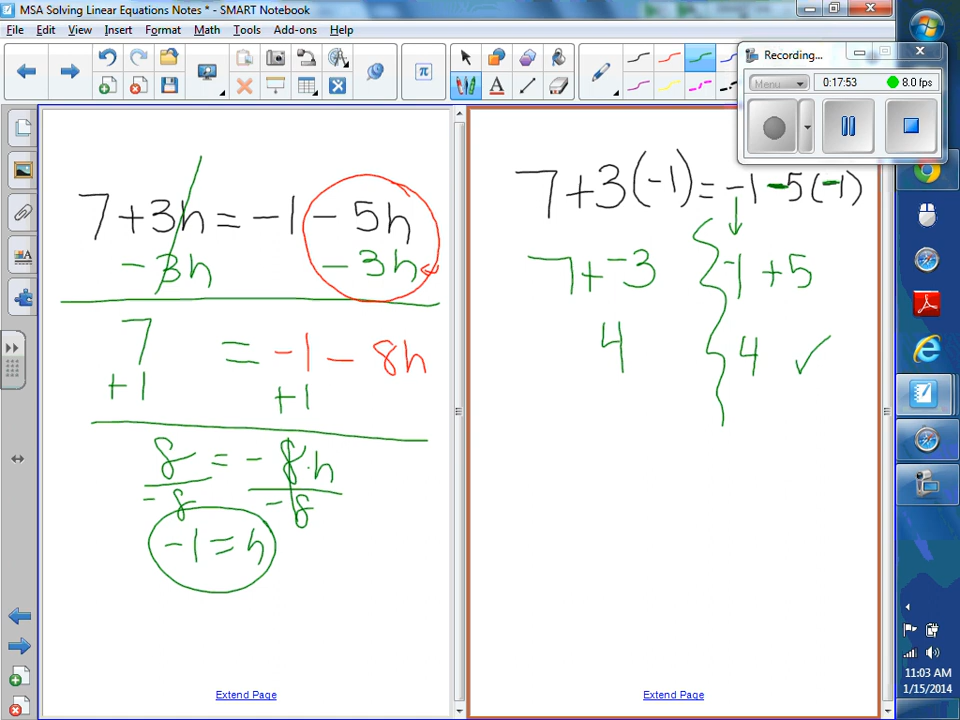 MSA Solving Linear Equations Notes * - SMART Notebook
File Edit View Insert Format Math Tools Add-ons Help
Recording...
Menu
0:17:53
8.0 fps
7 + 3h = -1 - 5h
- 3h - 3h
7 = -1 - 8h
+1 +1
8 = - 8·h
-8 -8
-1 = h
Extend Page
7 + 3(-1) = -1 - 5(-1)
7 + -3 -1 + 5
4 4 ✓
Extend Page
11:03 AM
1/15/2014